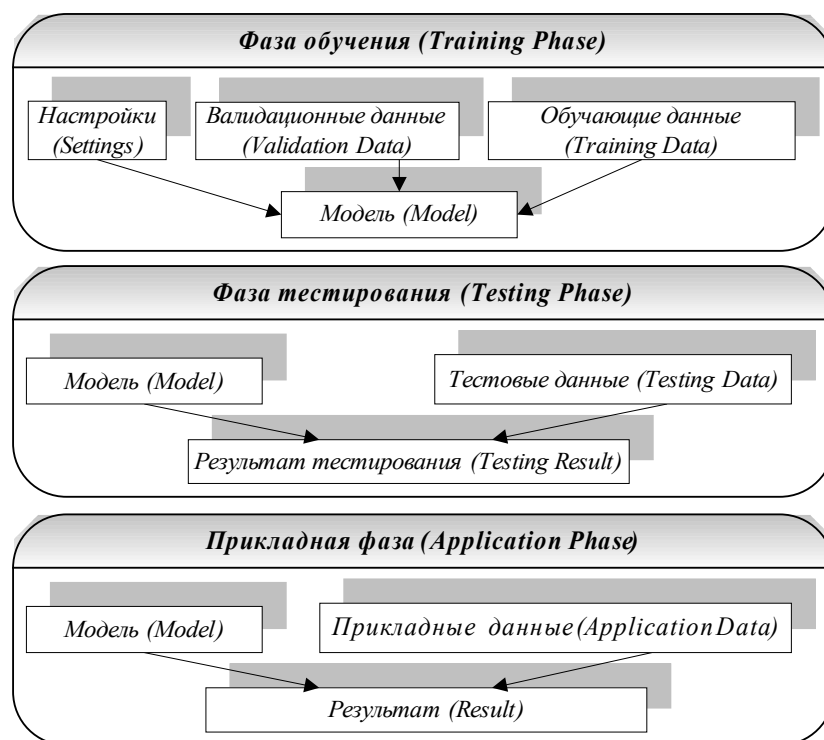 Фаза обучения (Training Phase)
Настройки
(Settings)
Валидационные данные
(Validation Data)
Обучающие данные
(Training Data)
Модель (Model)
Фаза тестирования (Testing Phase)
Модель (Model)
Тестовые данные (Testing Data)
Результат тестирования (Testing Result)
Прикладная фаза (Application Phase)
Модель (Model)
Прикладные данные (Application Data)
Результат (Result)